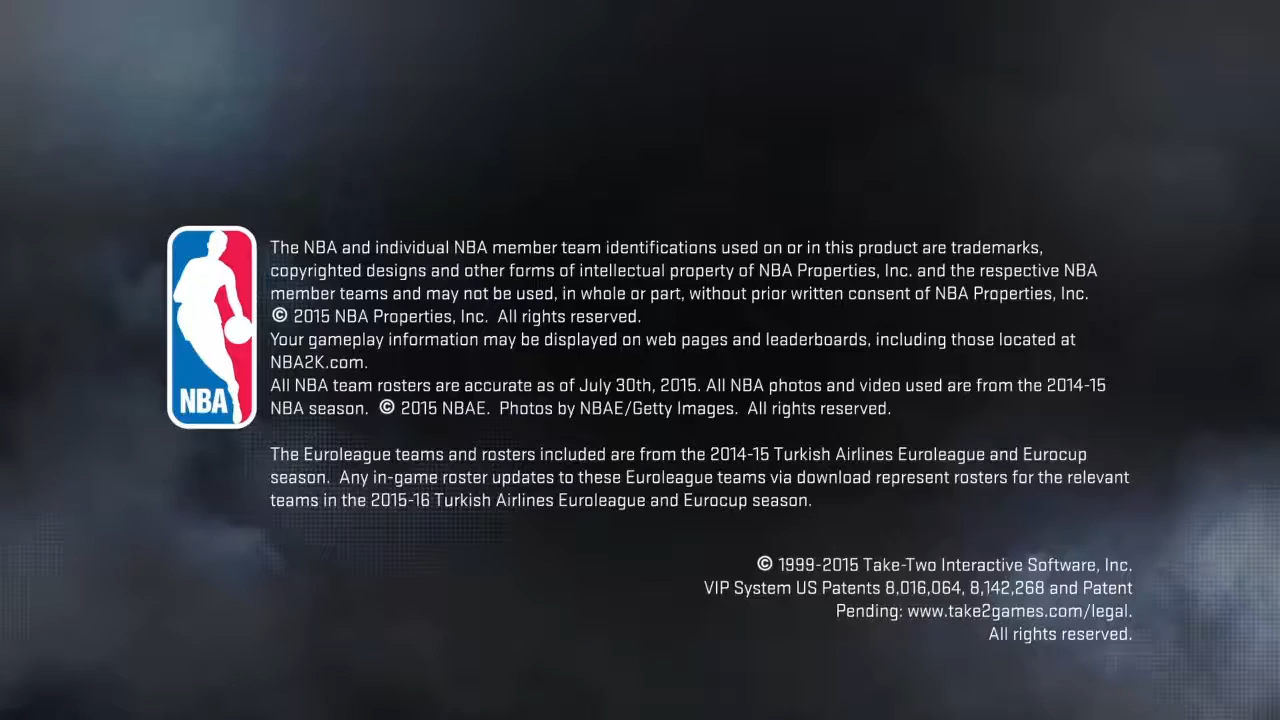 The NBA and individual NBA member team identifications used on or in this product are trademarks,
copyrighted designs and other forms of intellectual property of NBA Properties, Inc. and the respective NBA
member teams and may not be used, in whole or part, without prior written consent of NBA Properties, Inc.
© 2015 NBA Properties, Inc.  All rights reserved.
Your gameplay information may be displayed on web pages and leaderboards, including those located at
NBA2K.com.
All NBA team rosters are accurate as of July 30th, 2015. All NBA photos and video used are from the 2014-15
NBA season.  © 2015 NBAE.  Photos by NBAE/Getty Images.  All rights reserved.
NBA
The Euroleague teams and rosters included are from the 2014-15 Turkish Airlines Euroleague and Eurocup
season.  Any in-game roster updates to these Euroleague teams via download represent rosters for the relevant
teams in the 2015-16 Turkish Airlines Euroleague and Eurocup season.
© 1999-2015 Take-Two Interactive Software, Inc.
VIP System US Patents 8,016,064, 8,142,268 and Patent
Pending: www.take2games.com/legal.
All rights reserved.